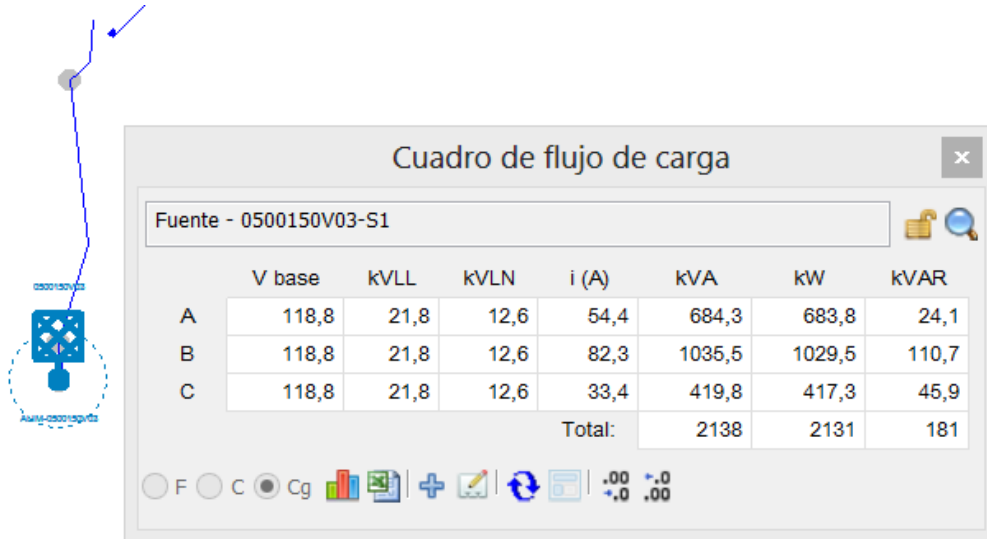 Cuadro de flujo de carga
x
Fuente - 0500150V03-S1
V base kVLL kVLN i (A) kVA kW kVAR
A 118,8 21,8 12,6 54,4 684,3 683,8 24,1
B 118,8 21,8 12,6 82,3 1035,5 1029,5 110,7
C 118,8 21,8 12,6 33,4 419,8 417,3 45,9
Total: 2138 2131 181
F C Cg .00 .0 .0 .00
0500150V03